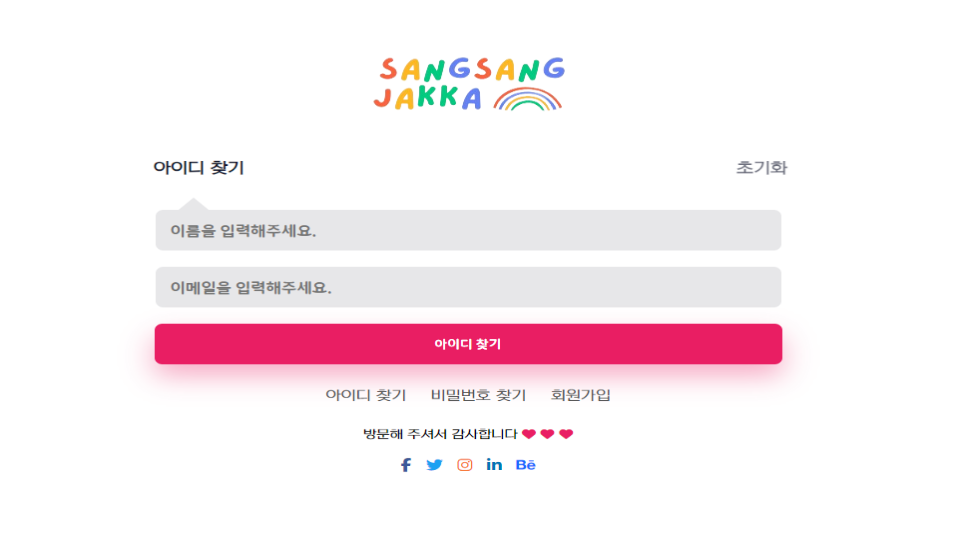 SANGSANG
JAKKA
아이디 찾기 초기화
이름을 입력해주세요.
이메일을 입력해주세요.
아이디 찾기
아이디 찾기 비밀번호 찾기 회원가입
방문해 주셔서 감사합니다 ❤ ❤ ❤